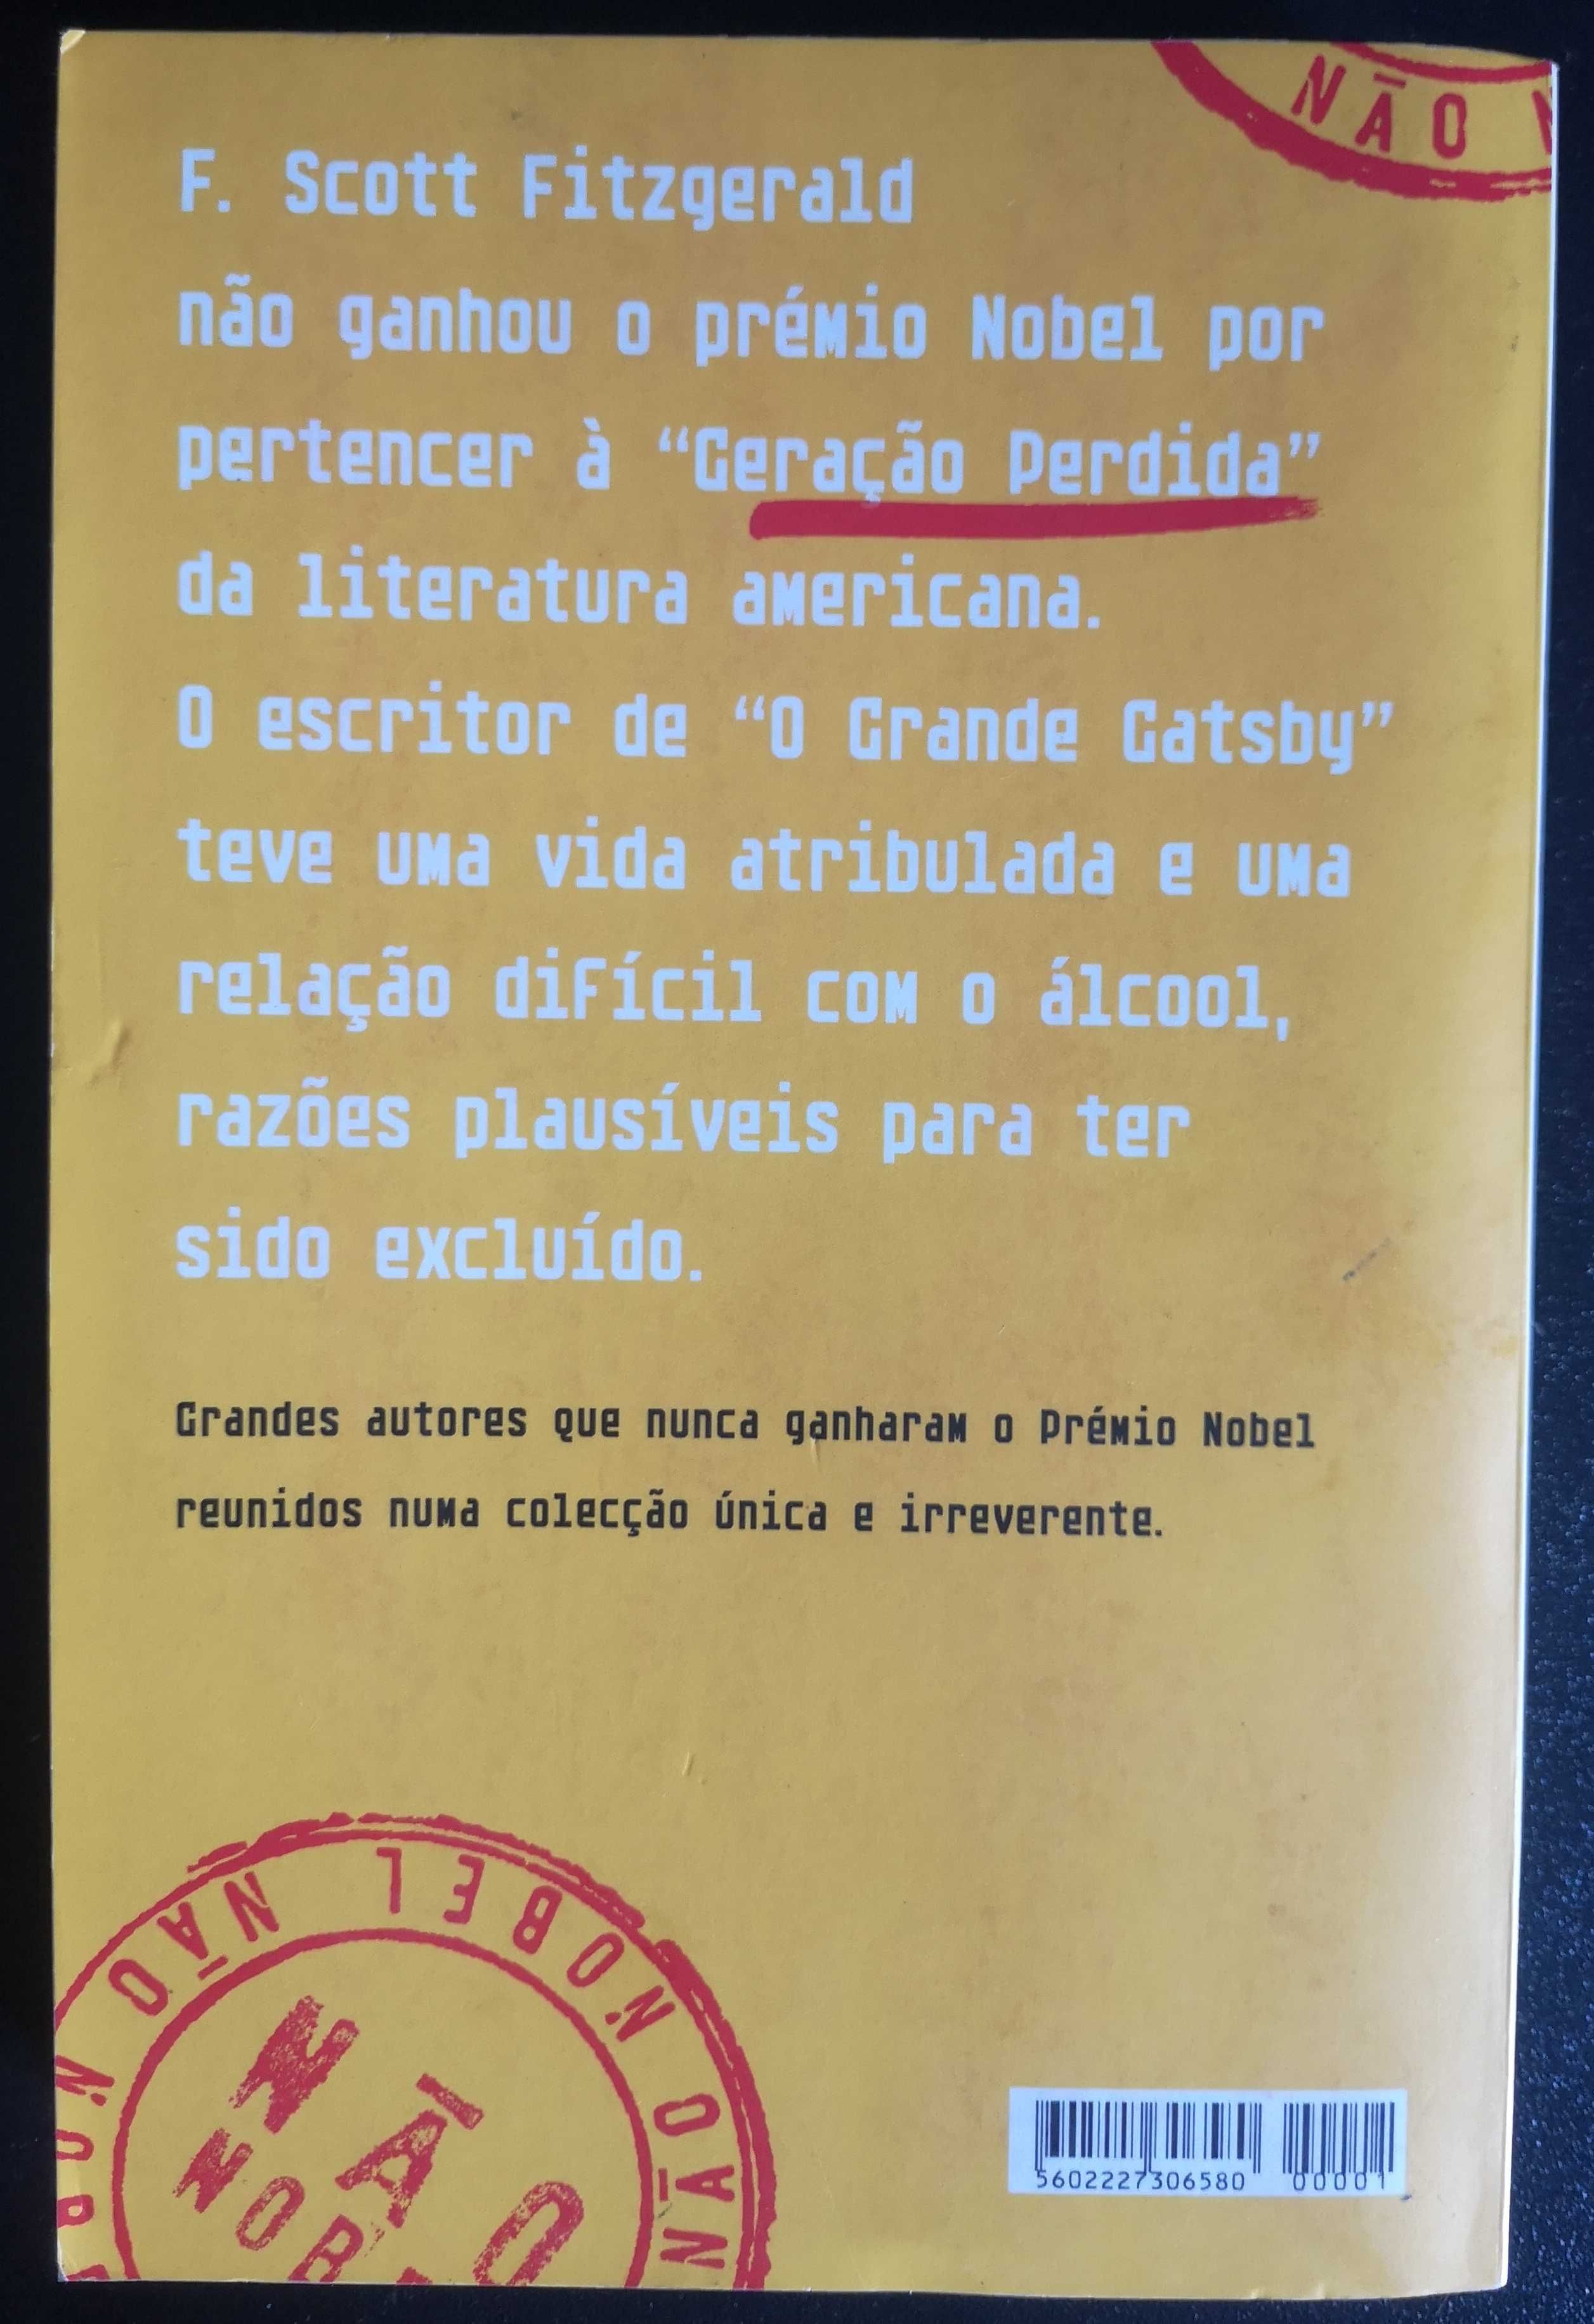 NÃO
F. Scott Fitzgerald
não ganhou o prémio Nobel por
pertencer à “Geração Perdida”
da literatura americana.
O escritor de “O Grande Gatsby”
teve uma vida atribulada e uma
relação difícil com o álcool,
razões plausíveis para ter
sido excluído.
Grandes autores que nunca ganharam o Prémio Nobel
reunidos numa colecção única e irreverente.
NÃO NOBEL NÃO
NÃO
5602227306580 00001